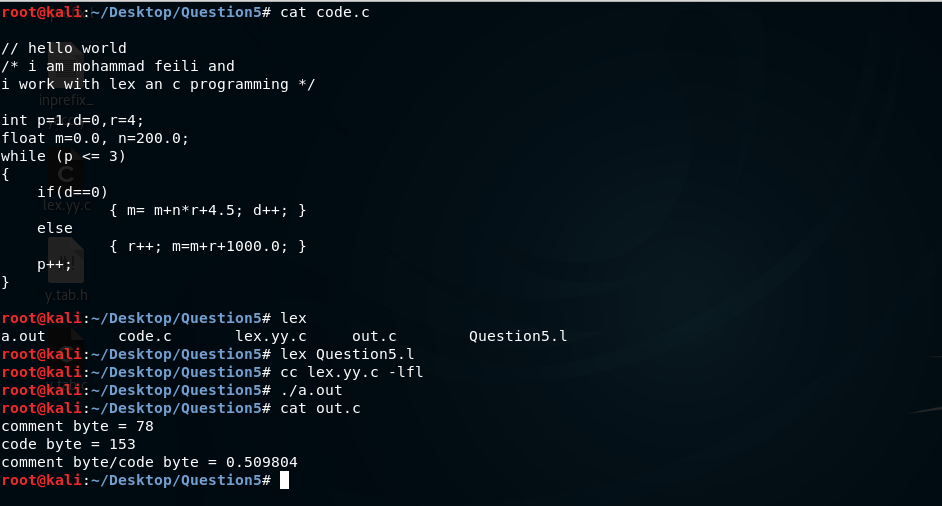 root@kali:~/Desktop/Question5# cat code.c
// hello world
/* i am mohammad feili and
i work with lex an c programming */
inprefix_
int p=1,d=0,r=4;
float m=0.0, n=200.0;
while (p <= 3)
{
if(d==0)
lex.yy.c
{ m= m+n*r+4.5; d++; }
else
{ r++; m=m+r+1000.0; }
p++;
}
y.tab.h
root@kali:~/Desktop/Question5# lex
a.out code.c lex.yy.c out.c Question5.l
root@kali:~/Desktop/Question5# lex Question5.l
root@kali:~/Desktop/Question5# cc lex.yy.c -lfl
root@kali:~/Desktop/Question5# ./a.out
root@kali:~/Desktop/Question5# cat out.c
comment byte = 78
code byte = 153
comment byte/code byte = 0.509804
root@kali:~/Desktop/Question5#